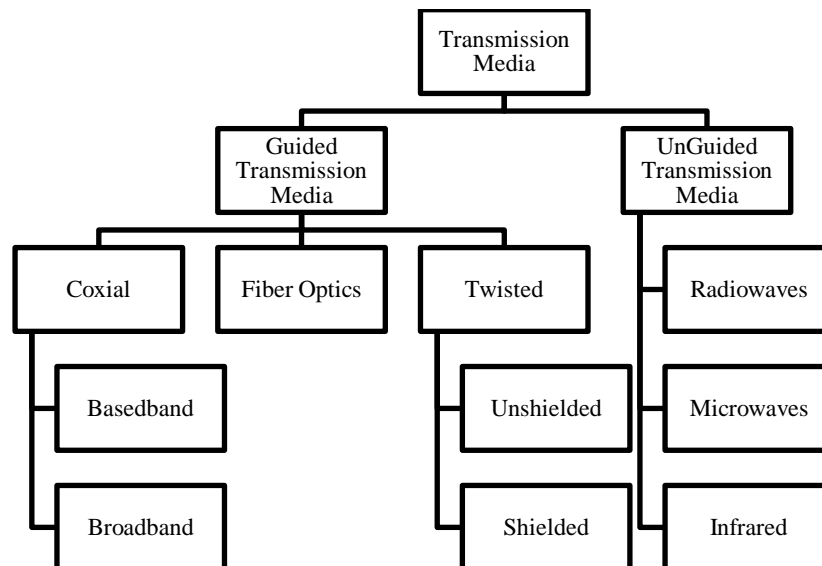 Transmission
Media
Guided
Transmission
Media
UnGuided
Transmission
Media
Coxial
Fiber Optics
Twisted
Radiowaves
Basedband
Unshielded
Microwaves
Broadband
Shielded
Infrared